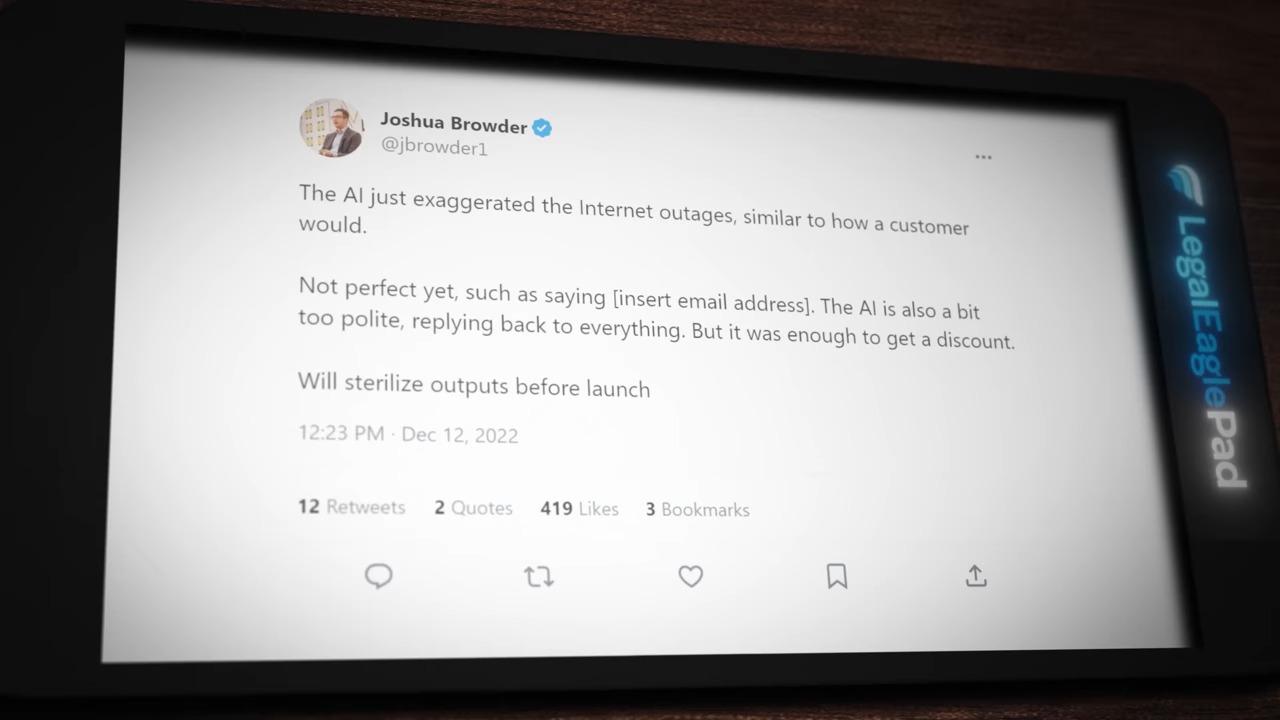 Joshua Browder
@jbrowder1
The AI just exaggerated the Internet outages, similar to how a customer
would.
Not perfect yet, such as saying [insert email address]. The AI is also a bit
too polite, replying back to everything. But it was enough to get a discount.
Will sterilize outputs before launch
12:23 PM · Dec 12, 2022
12 Retweets 2 Quotes 419 Likes 3 Bookmarks
LegalEaglePad